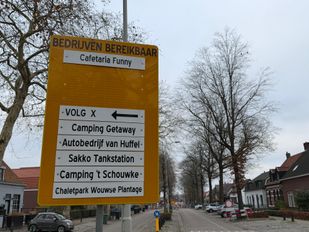 BEDRIJVEN BEREIKBAAR
Cafetaria Funny
VOLG X
Camping Getaway
Autobedrijf van Huffel
Sakko Tankstation
Camping 't Schouwke
Chaletpark Wouwse Plantage